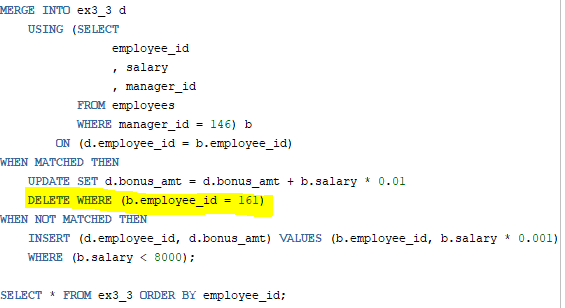 MERGE INTO ex3_3 d
USING (SELECT
employee_id
, salary
, manager_id
FROM employees
WHERE manager_id = 146) b
ON (d.employee_id = b.employee_id)
WHEN MATCHED THEN
UPDATE SET d.bonus_amt = d.bonus_amt + b.salary * 0.01
DELETE WHERE (b.employee_id = 161)
WHEN NOT MATCHED THEN
INSERT (d.employee_id, d.bonus_amt) VALUES (b.employee_id, b.salary * 0.001)
WHERE (b.salary < 8000);
SELECT * FROM ex3_3 ORDER BY employee_id;